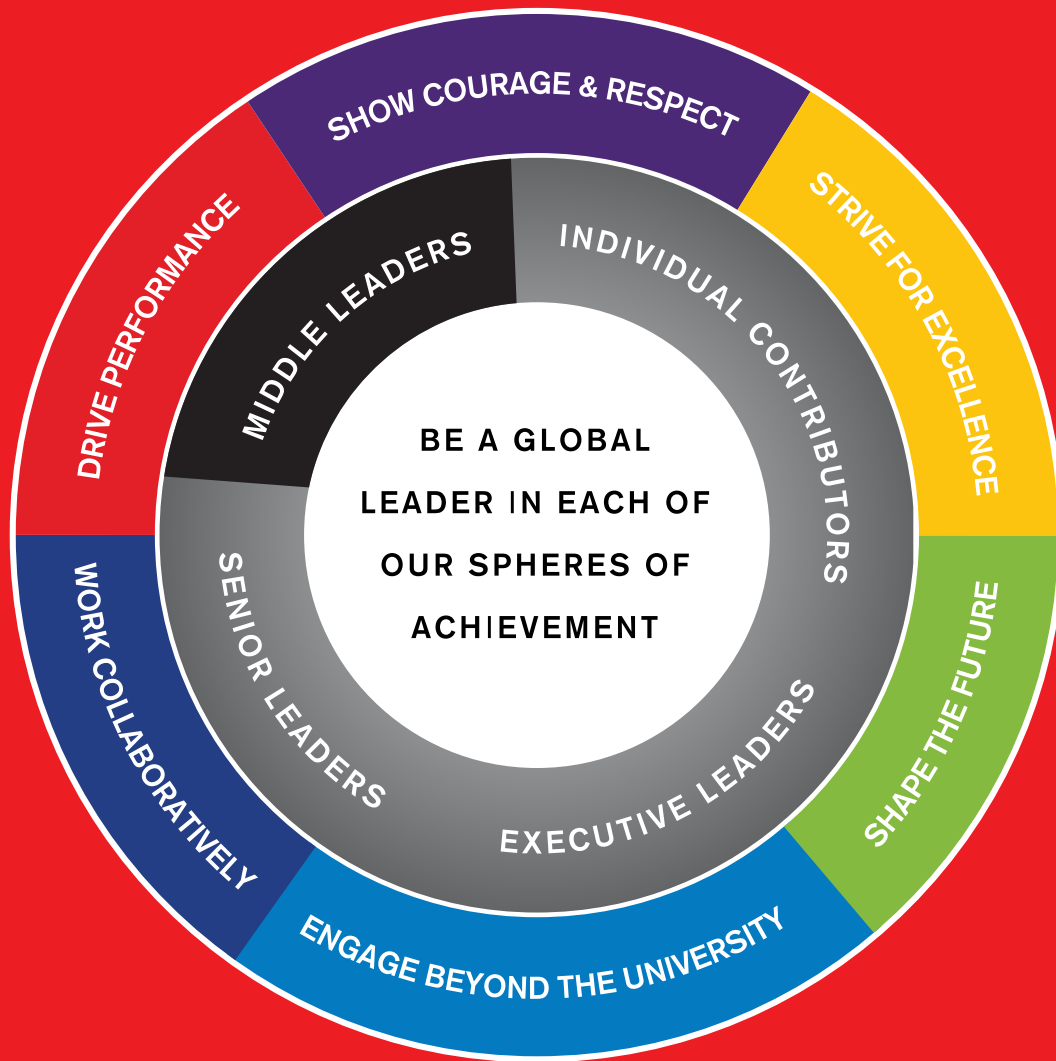 SHOW COURAGE & RESPECT
STRIVE FOR EXCELLENCE
SHAPE THE FUTURE
ENGAGE BEYOND THE UNIVERSITY
WORK COLLABORATIVELY
DRIVE PERFORMANCE
MIDDLE LEADERS
INDIVIDUAL CONTRIBUTORS
EXECUTIVE LEADERS
SENIOR LEADERS
BE A GLOBAL
LEADER IN EACH OF
OUR SPHERES OF
ACHIEVEMENT